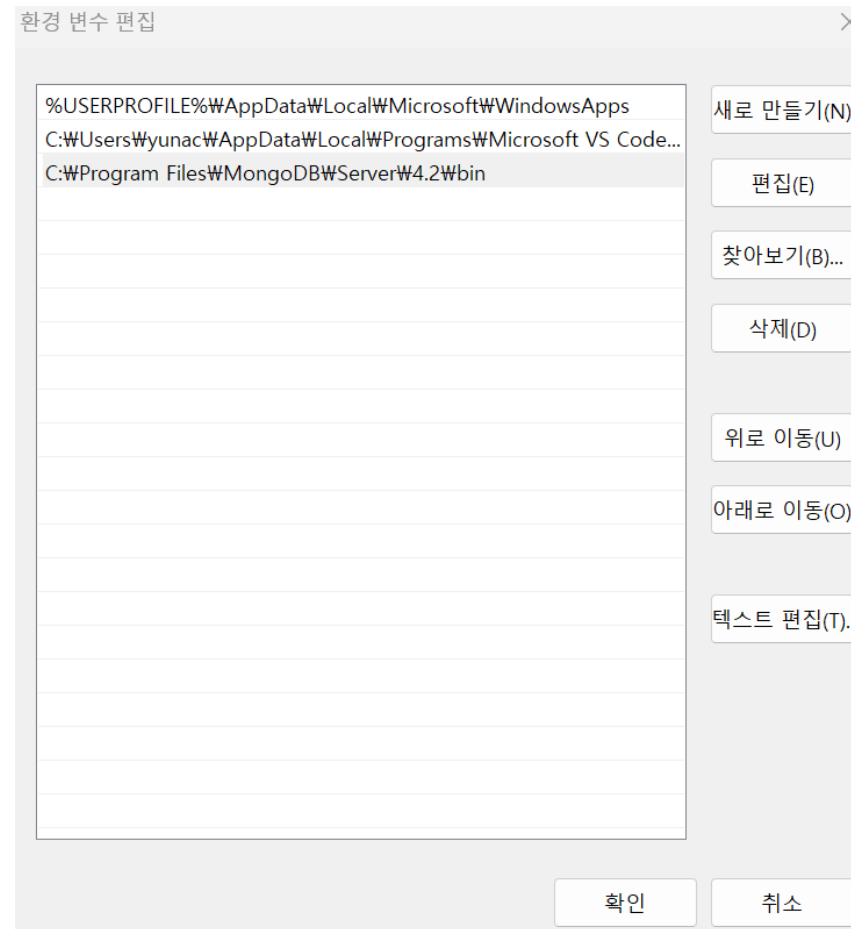 환경 변수 편집
%USERPROFILE%₩AppData₩Local₩Microsoft₩WindowsApps
C:₩Users₩yunac₩AppData₩Local₩Programs₩Microsoft VS Code...
C:₩Program Files₩MongoDB₩Server₩4.2₩bin
새로 만들기(N)
편집(E)
찾아보기(B)...
삭제(D)
위로 이동(U)
아래로 이동(O)
텍스트 편집(T).
확인
취소